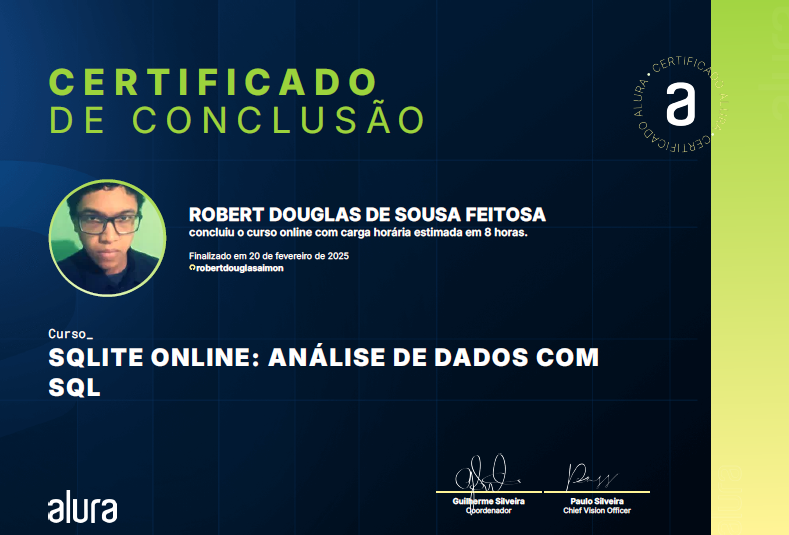 CERTIFICADO
DE CONCLUSÃO
CERTIFICADO ALURA • CERTIFICADO ALURA •
a
ROBERT DOUGLAS DE SOUSA FEITOSA
concluiu o curso online com carga horária estimada em 8 horas.
Finalizado em 20 de fevereiro de 2025
robertdouglasaimon
Curso_
SQLITE ONLINE: ANÁLISE DE DADOS COM
SQL
Guilherme Silveira
Coordenador
Paulo Silveira
Chief Vision Officer
alura